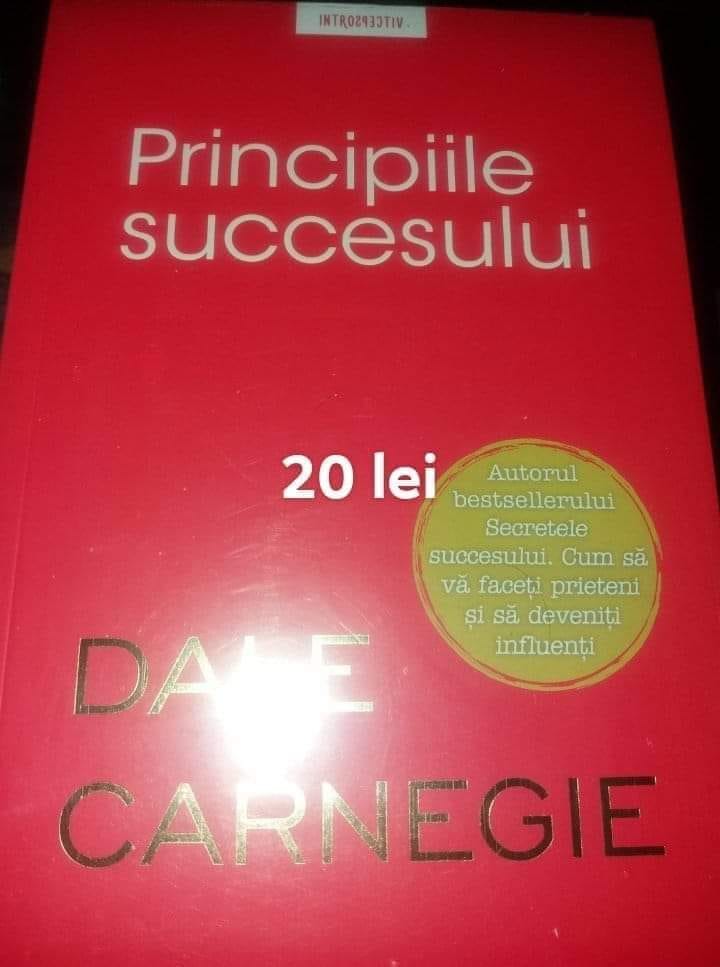 INTROSPECTIV
Principiile
succesului
20 lei
Autorul
bestsellerului
Secretele
succesului. Cum să
vă faceți prieteni
și să deveniți
influenți
DALE
CARNEGIE